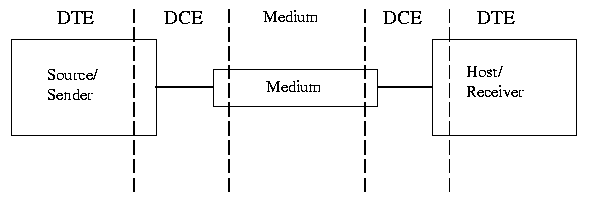 DTE DCE Medium DCE DTE
Source/
Sender
Medium
Host/
Receiver